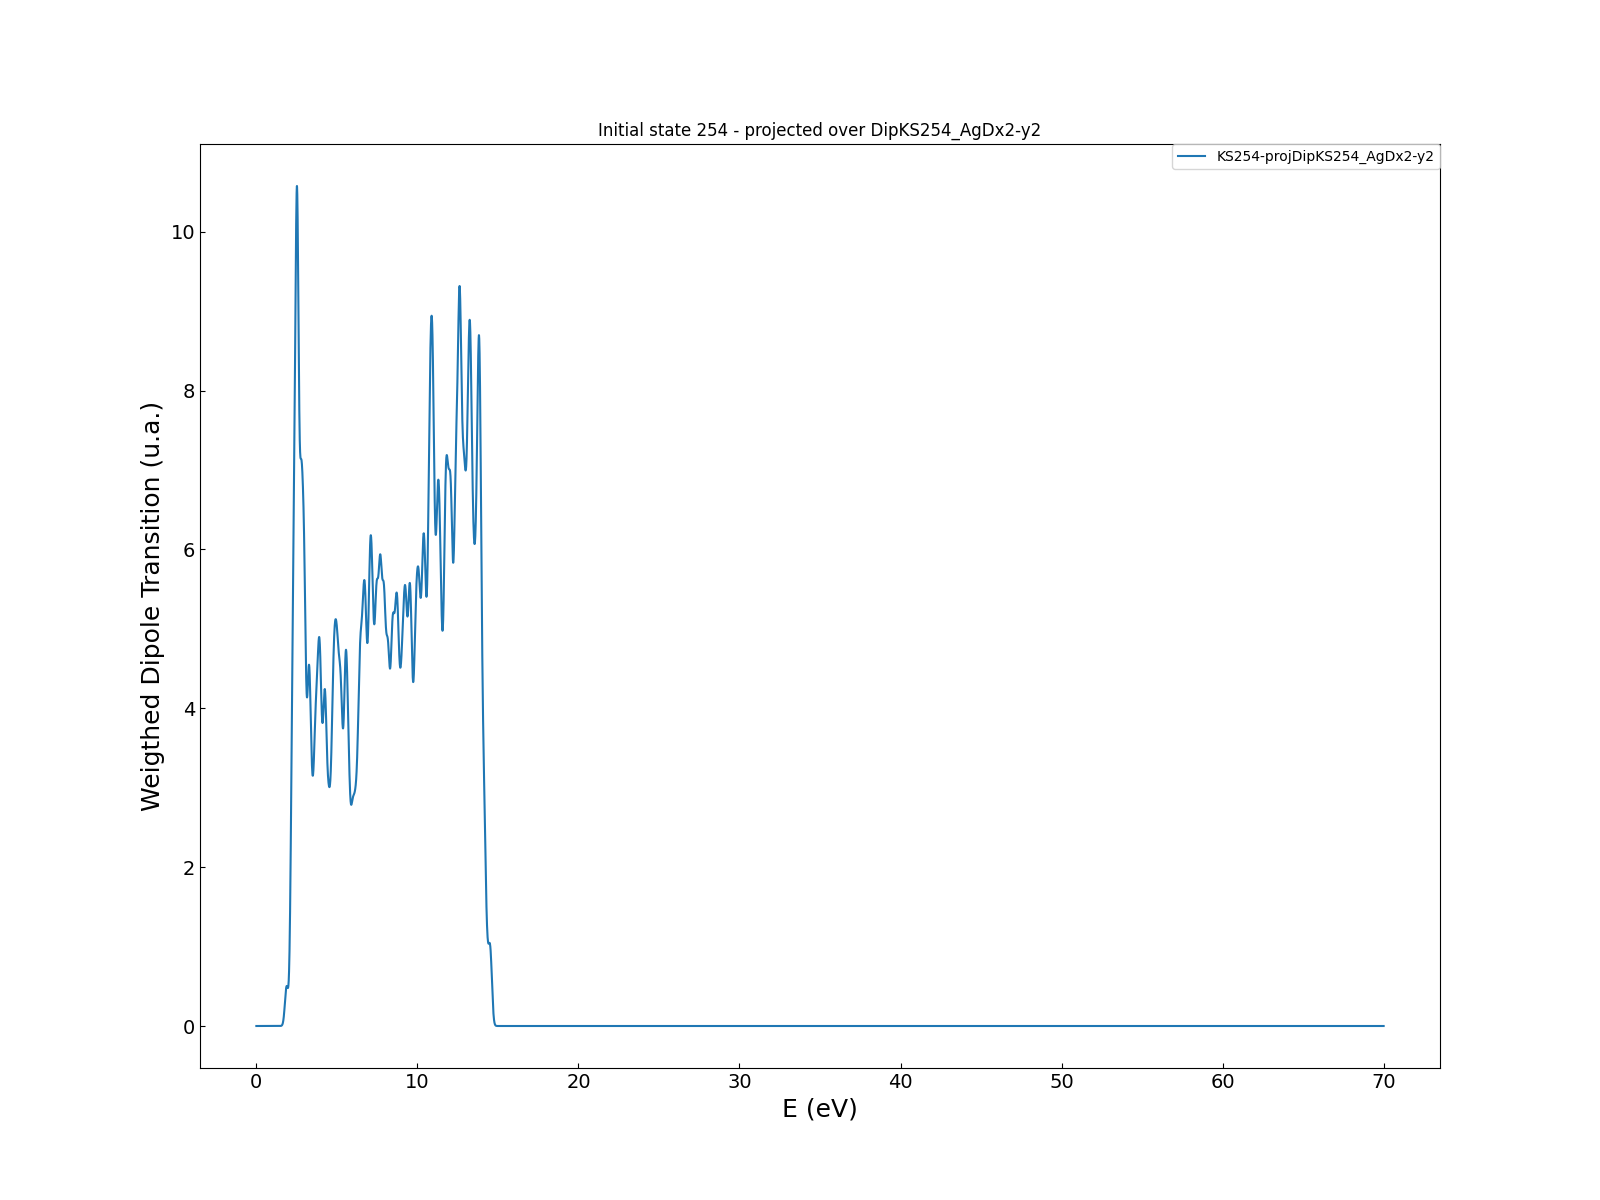 Initial state 254 - projected over DipKS254_AgDx2-y2
KS254-projDipKS254_AgDx2-y2
Weigthed Dipole Transition (u.a.)
10
8
6
4
2
0
0 10 20 30 40 50 60 70
E (eV)